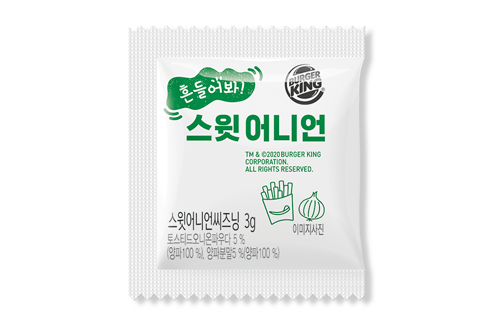 흔들어봐!
BURGER
KING
스윗어니언
TM & ©2020 BURGER KING
CORPORATION.
ALL RIGHTS RESERVED.
스윗어니언씨즈닝 3g
이미지사진
토스티드오니온파우다 5 %
(양파100 %), 양파분말5 %(양파100 %)